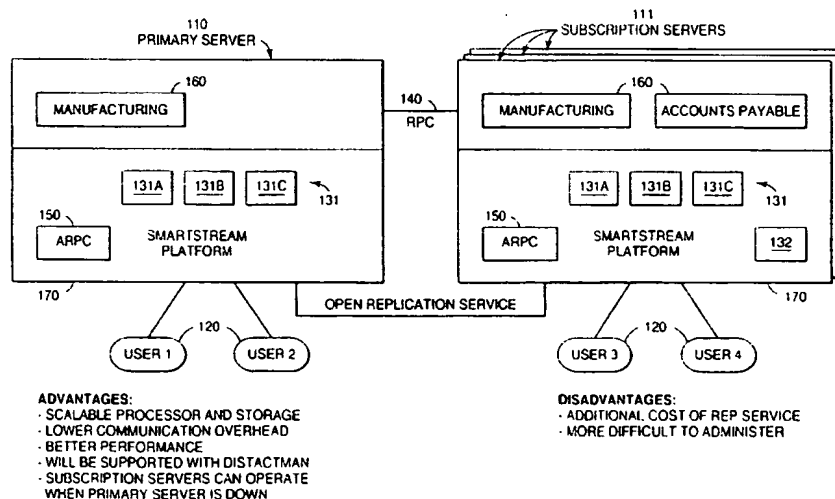 110
PRIMARY SERVER
111
SUBSCRIPTION SERVERS
160
MANUFACTURING
140
RPC
160
MANUFACTURING
ACCOUNTS PAYABLE
131A
131B
131C
131
150
ARPC
SMARTSTREAM
PLATFORM
131A
131B
131C
131
150
ARPC
SMARTSTREAM
PLATFORM
132
170
OPEN REPLICATION SERVICE
170
120
USER 1
USER 2
120
USER 3
USER 4
ADVANTAGES:
· SCALABLE PROCESSOR AND STORAGE
· LOWER COMMUNICATION OVERHEAD
· BETTER PERFORMANCE
· WILL BE SUPPORTED WITH DISTACTMAN
· SUBSCRIPTION SERVERS CAN OPERATE
WHEN PRIMARY SERVER IS DOWN
DISADVANTAGES:
· ADDITIONAL COST OF REP SERVICE
· MORE DIFFICULT TO ADMINISTER